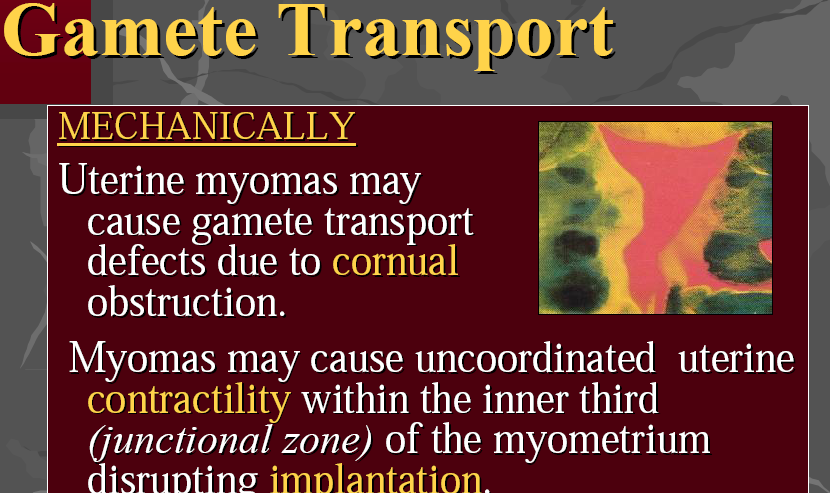 Gamete Transport
MECHANICALLY
Uterine myomas may
cause gamete transport
defects due to cornual
obstruction.
Myomas may cause uncoordinated uterine
contractility within the inner third
(junctional zone) of the myometrium
disrupting implantation.